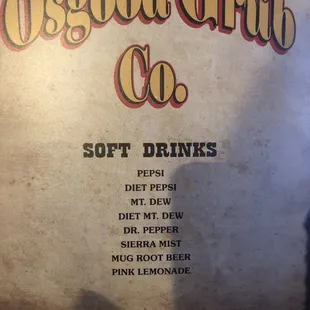 Osgood Grub
Co.
SOFT DRINKS
PEPSI
DIET PEPSI
MT. DEW
DIET MT. DEW
DR. PEPPER
SIERRA MIST
MUG ROOT BEER
PINK LEMONADE